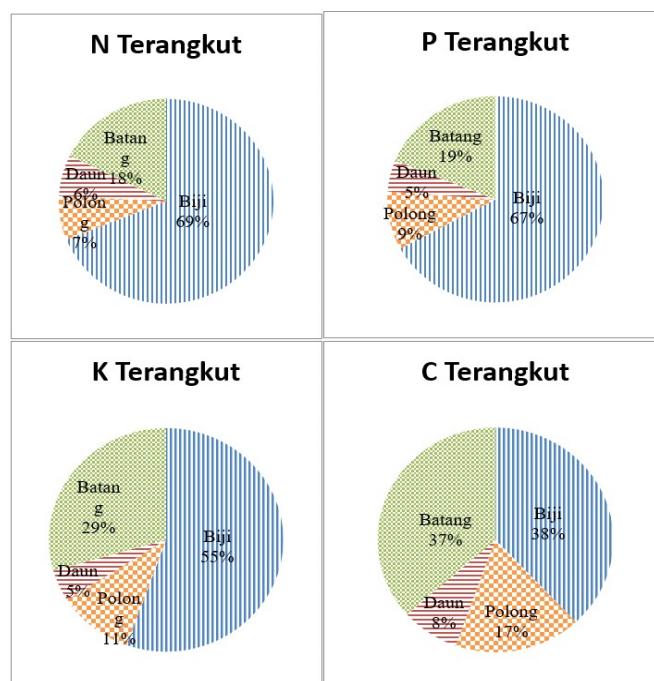 N Terangkut
Batan
g
18%
Daun
6%
Polon
g
7%
Biji
69%
P Terangkut
Batang
19%
Daun
5%
Polong
9%
Biji
67%
K Terangkut
Batan
g
29%
Daun
5%
Polon
g
11%
Biji
55%
C Terangkut
Batang
37%
Daun
8%
Polong
17%
Biji
38%